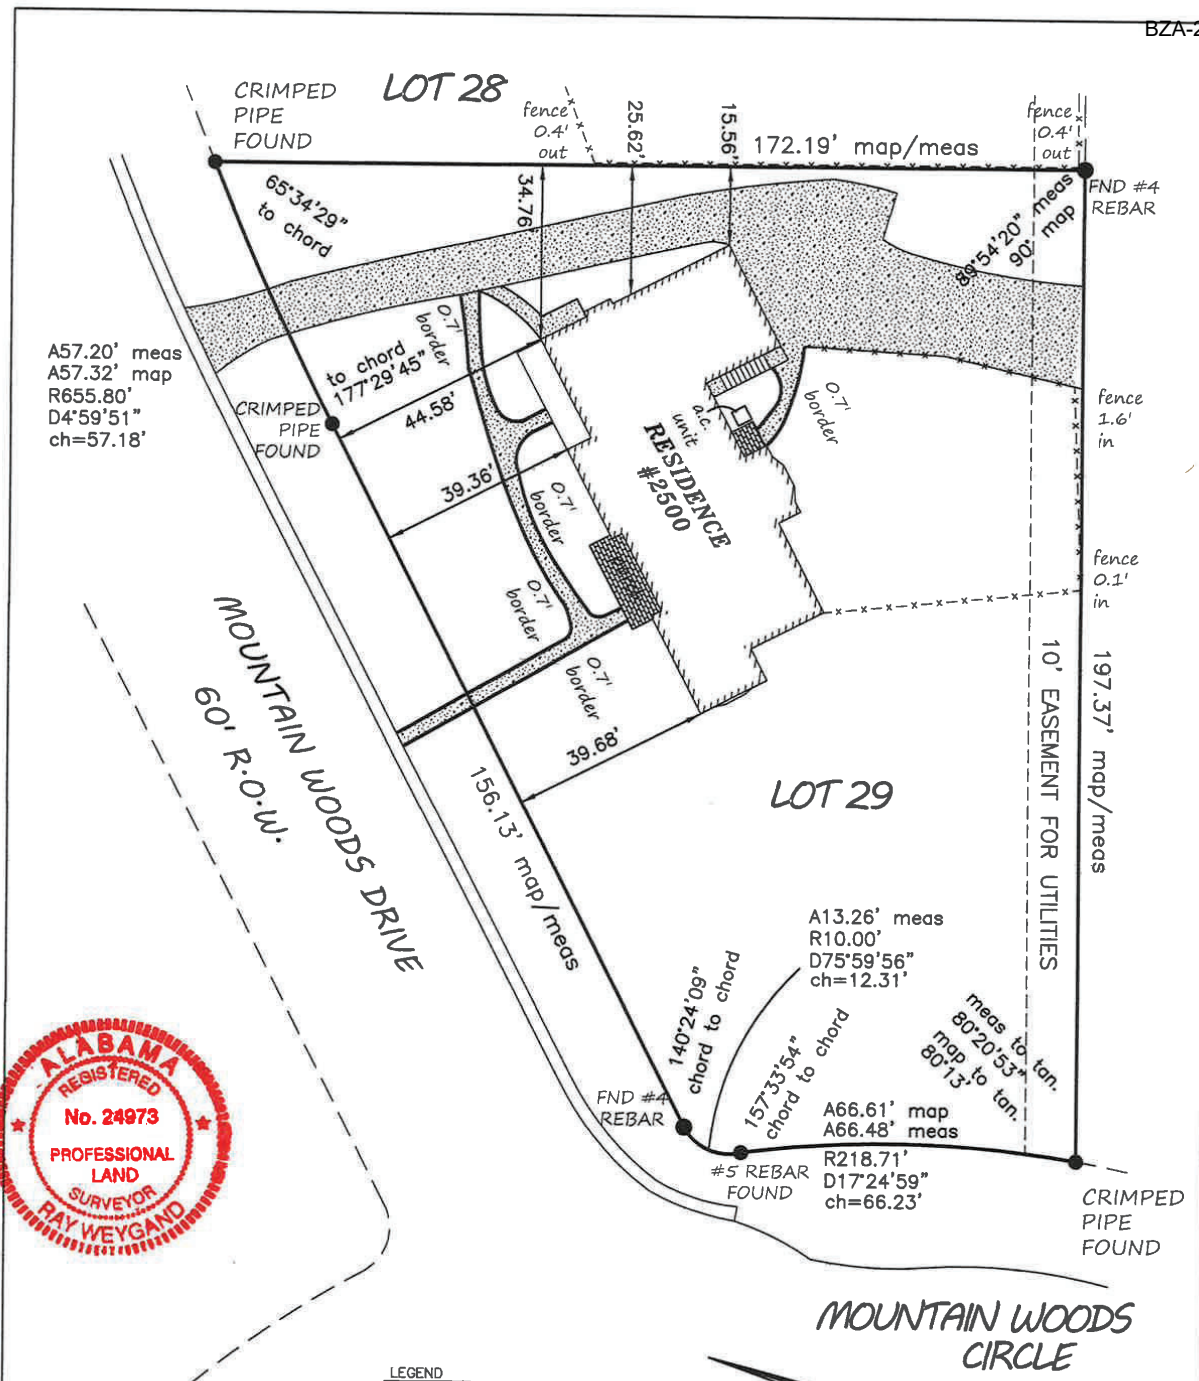 BZA-2
CRIMPED
PIPE
FOUND
LOT 28
fence
0.4'
out
25.62'
15.56'
172.19' map/meas
fence
0.4'
out
FND #4
REBAR
65°34'29"
to chord
34.76'
89°54'20" meas
90° map
A57.20' meas
A57.32' map
R655.80'
D4°59'51"
ch=57.18'
0.7'
border
to chord
177°29'45"
44.58'
CRIMPED
PIPE
FOUND
a.c.
unit
0.7'
border
fence
1.6'
in
RESIDENCE
#2500
39.36'
0.7'
border
0.7'
border
fence
0.1'
in
MOUNTAIN WOODS DRIVE
60' R.O.W.
0.7'
border
39.68'
10' EASEMENT FOR UTILITIES
197.37' map/meas
156.13' map/meas
LOT 29
A13.26' meas
R10.00'
D75°59'56"
ch=12.31'
140°24'09"
chord to chord
157°33'54"
chord to chord
meas to tan.
80°20'53"
map to tan.
80°13'
FND #4
REBAR
A66.61' map
A66.48' meas
R218.71'
D17°24'59"
ch=66.23'
#5 REBAR
FOUND
CRIMPED
PIPE
FOUND
ALABAMA
REGISTERED
No. 24973
PROFESSIONAL
LAND
SURVEYOR
RAY WEYGAND
MOUNTAIN WOODS
CIRCLE
LEGEND